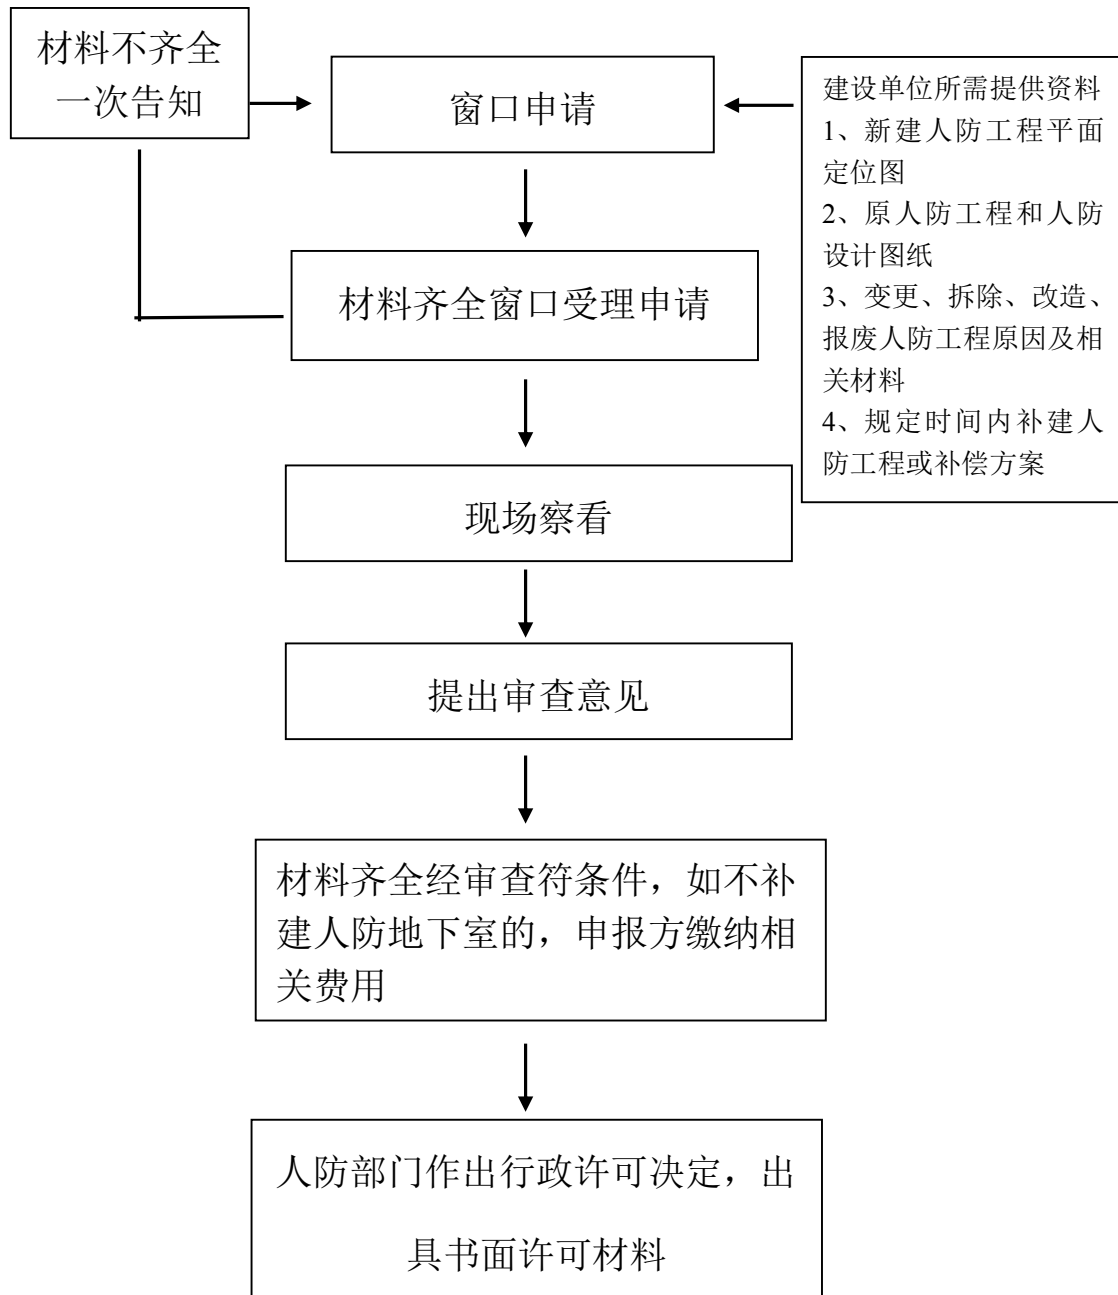 材料不齐全
一次告知
窗口申请
建设单位所需提供资料
1、新建人防工程平面
定位图
2、原人防工程和人防
设计图纸
3、变更、拆除、改造、
报废人防工程原因及相
关材料
4、规定时间内补建人
防工程或补偿方案
材料齐全窗口受理申请
现场察看
提出审查意见
材料齐全经审查符条件，如不补
建人防地下室的，申报方缴纳相
关费用
人防部门作出行政许可决定，出
具书面许可材料